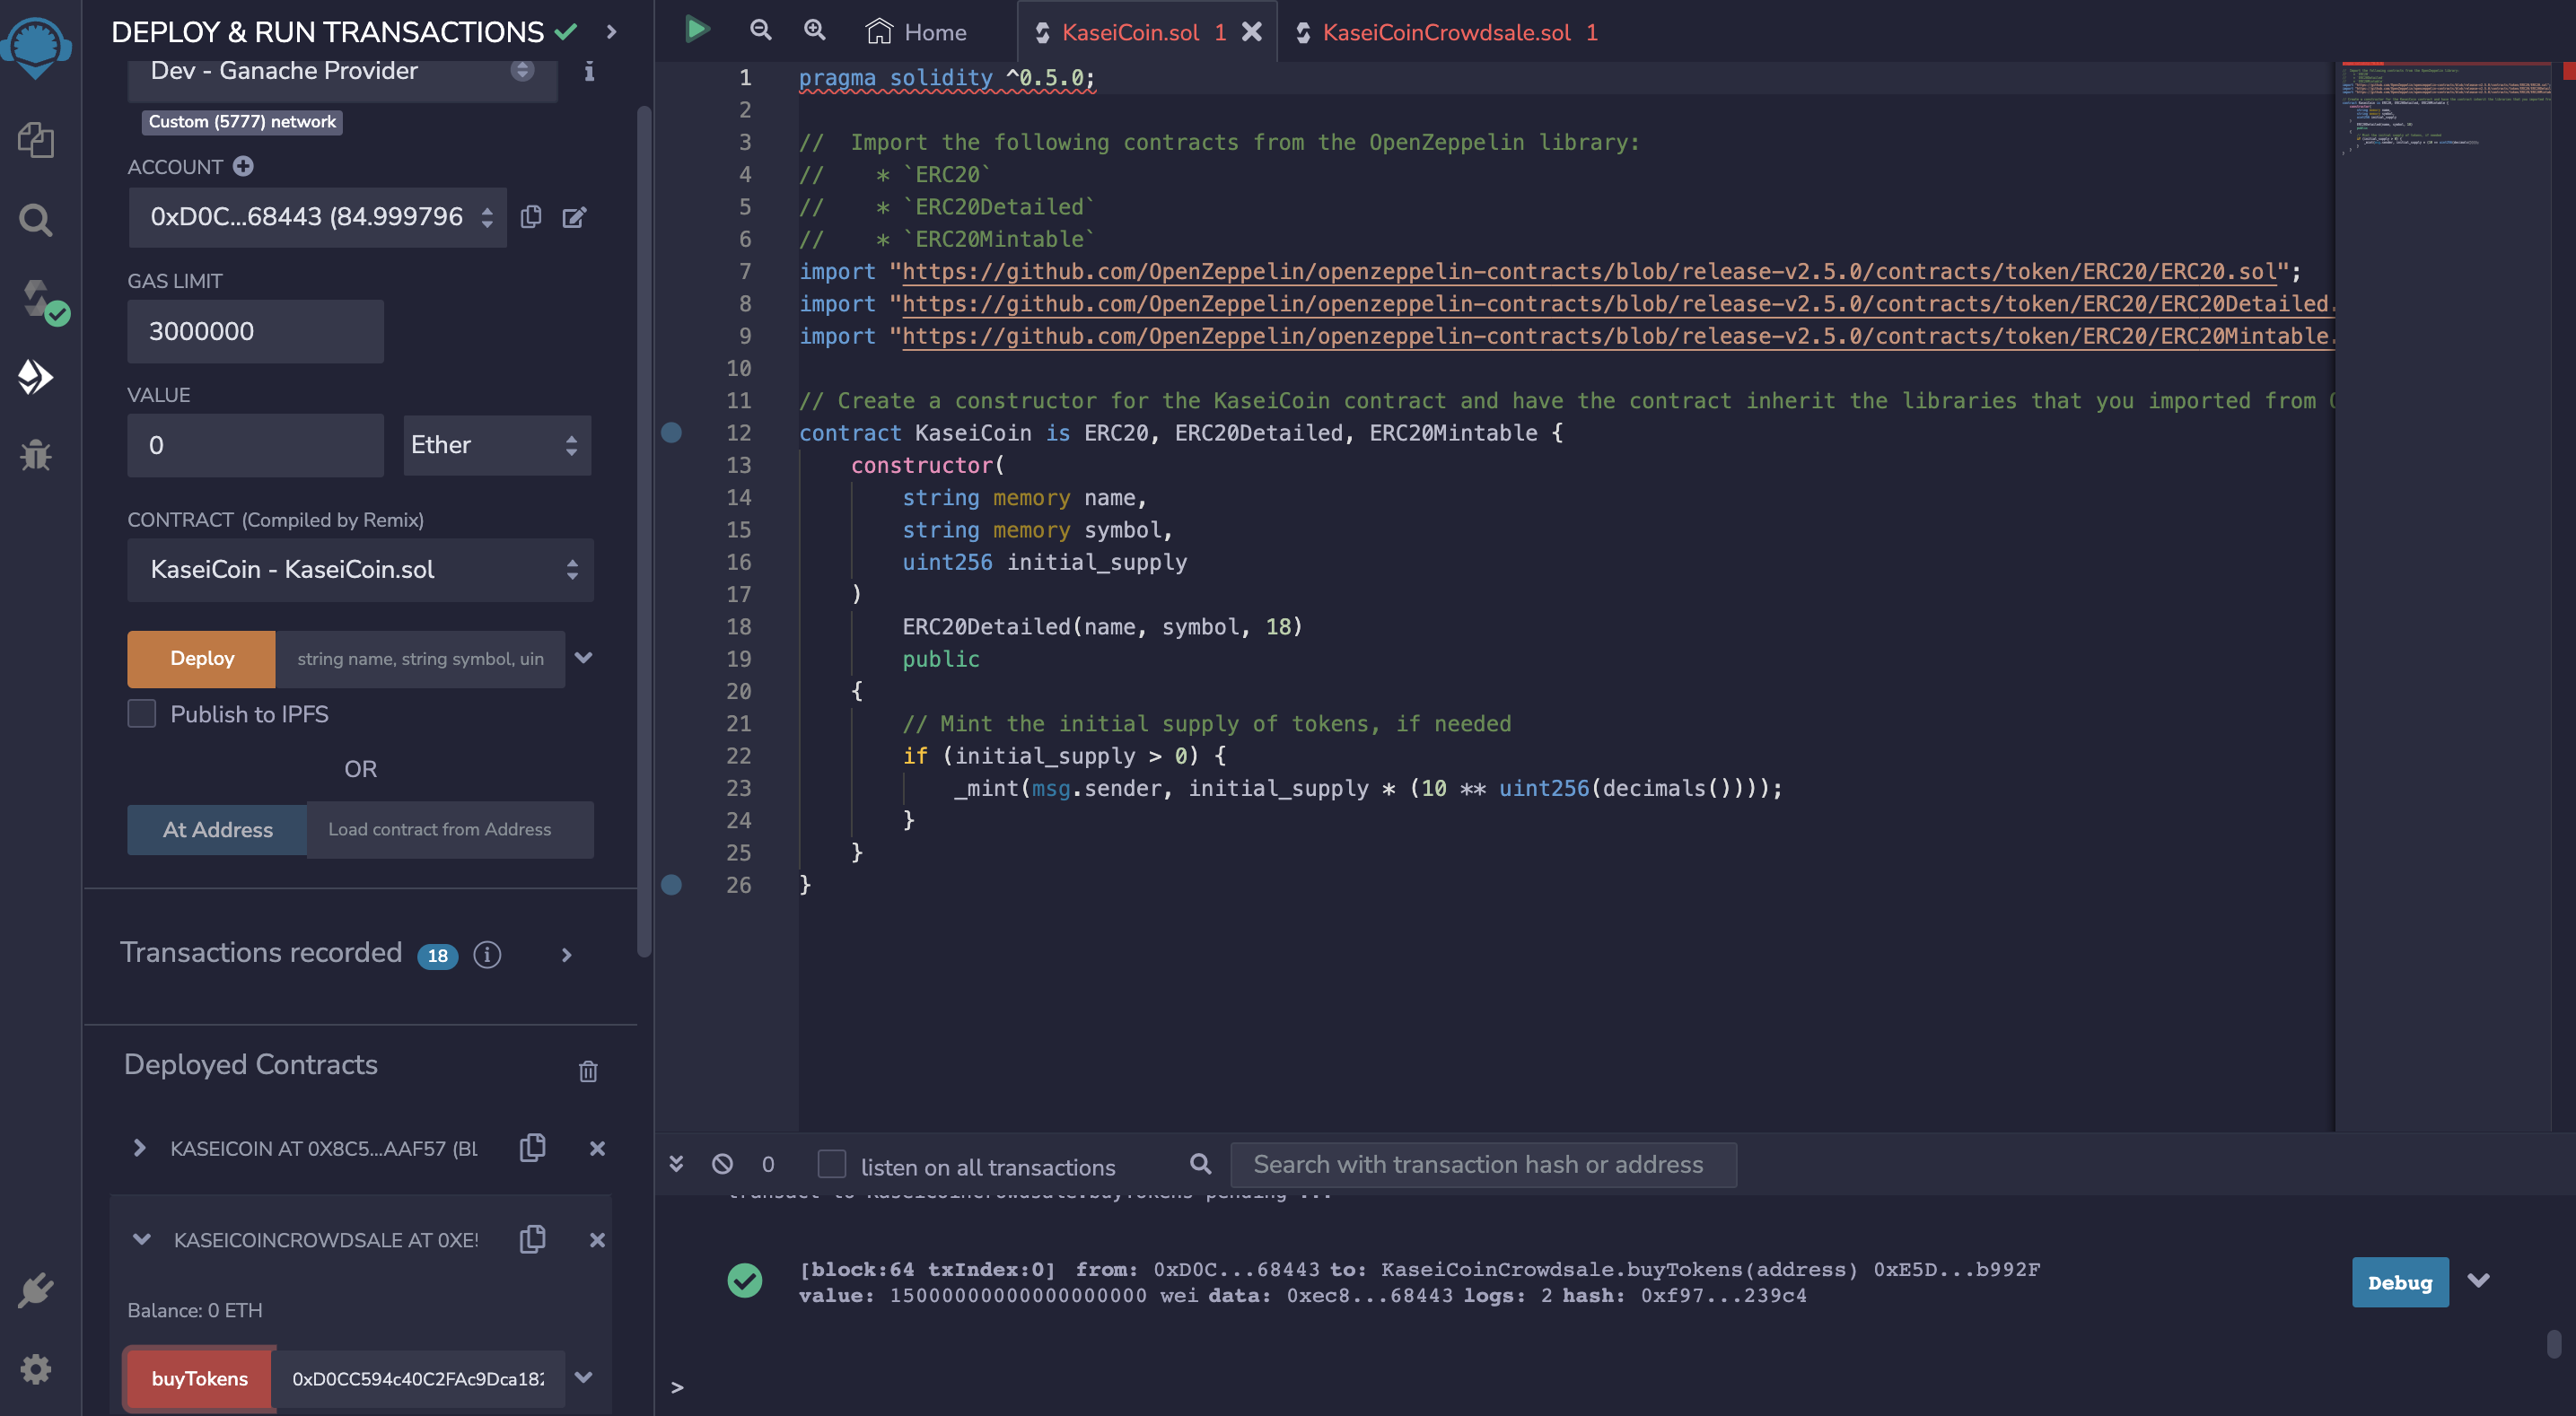 DEPLOY & RUN TRANSACTIONS
Dev - Ganache Provider
Custom (5777) network
ACCOUNT
0xD0C...68443 (84.999796
GAS LIMIT
3000000
VALUE
0
Ether
CONTRACT (Compiled by Remix)
KaseiCoin - KaseiCoin.sol
Deploy
string name, string symbol, uin
Publish to IPFS
OR
At Address
Load contract from Address
Transactions recorded 18
Deployed Contracts
KASEICOIN AT 0X8C5...AAF57 (BL
KASEICOINCROWDSALE AT 0XE5
Balance: 0 ETH
buyTokens
0xD0CC594c40C2FAc9Dca182
Home
KaseiCoin.sol 1
KaseiCoinCrowdsale.sol 1
1 pragma solidity ^0.5.0;
2
3 //  Import the following contracts from the OpenZeppelin library:
4 //    * `ERC20`
5 //    * `ERC20Detailed`
6 //    * `ERC20Mintable`
7 import "https://github.com/OpenZeppelin/openzeppelin-contracts/blob/release-v2.5.0/contracts/token/ERC20/ERC20.sol";
8 import "https://github.com/OpenZeppelin/openzeppelin-contracts/blob/release-v2.5.0/contracts/token/ERC20/ERC20Detailed.
9 import "https://github.com/OpenZeppelin/openzeppelin-contracts/blob/release-v2.5.0/contracts/token/ERC20/ERC20Mintable.
10
11 // Create a constructor for the KaseiCoin contract and have the contract inherit the libraries that you imported from
12 contract KaseiCoin is ERC20, ERC20Detailed, ERC20Mintable {
13     constructor(
14         string memory name,
15         string memory symbol,
16         uint256 initial_supply
17     )
18         ERC20Detailed(name, symbol, 18)
19         public
20     {
21         // Mint the initial supply of tokens, if needed
22         if (initial_supply > 0) {
23             _mint(msg.sender, initial_supply * (10 ** uint256(decimals())));
24         }
25     }
26 }
0
listen on all transactions
Search with transaction hash or address
transact to KaseiCoinCrowdsale.buyTokens pending ...
[block:64 txIndex:0] from: 0xD0C...68443 to: KaseiCoinCrowdsale.buyTokens(address) 0xE5D...b992F
value: 15000000000000000000 wei data: 0xec8...68443 logs: 2 hash: 0xf97...239c4
Debug
>